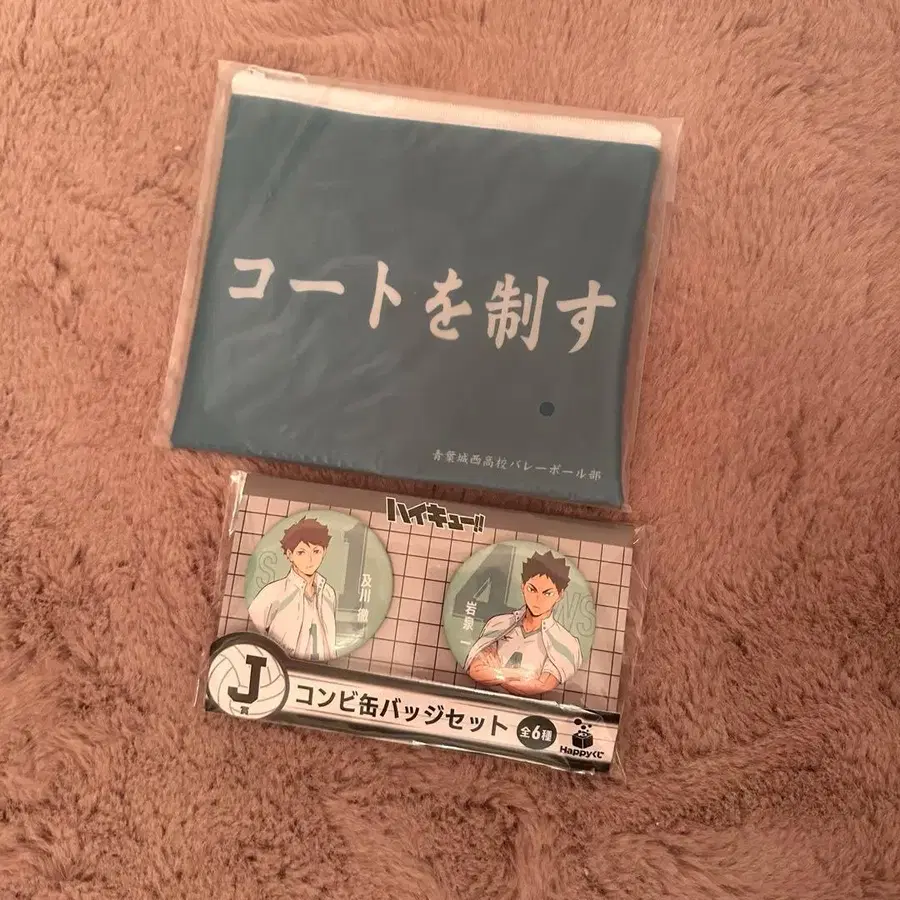 コートを制す
青葉城西高校バレーボール部
ハイキュー!!
1
及川 徹
4
岩泉 一
J
賞
コンビ缶バッジセット
全6種
Happyくじ